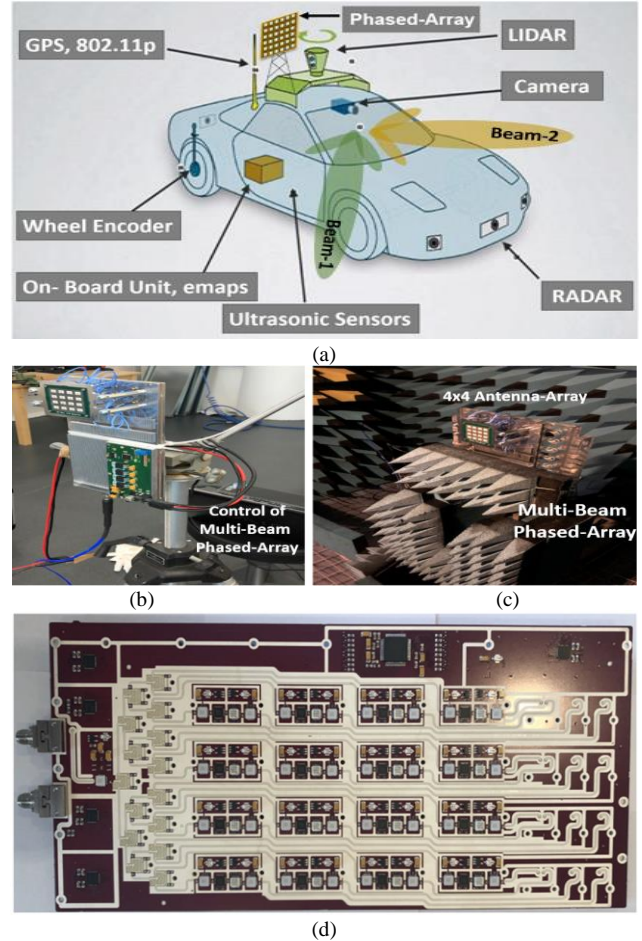 Phased-Array
GPS, 802.11p
LIDAR
Camera
Beam-2
Beam-1
Wheel Encoder
On- Board Unit, emaps
Ultrasonic Sensors
RADAR
(a)
Control of
Multi-Beam
Phased-Array
4x4 Antenna-Array
Multi-Beam
Phased-Array
(b)
(c)
(d)